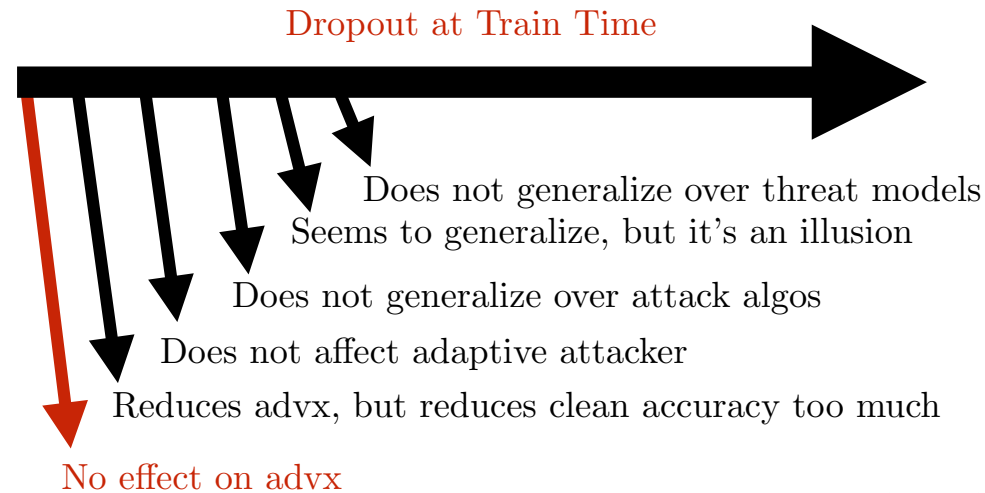 Dropout at Train Time
Does not generalize over threat models
Seems to generalize, but it's an illusion
Does not generalize over attack algos
Does not affect adaptive attacker
Reduces advx, but reduces clean accuracy too much
No effect on advx